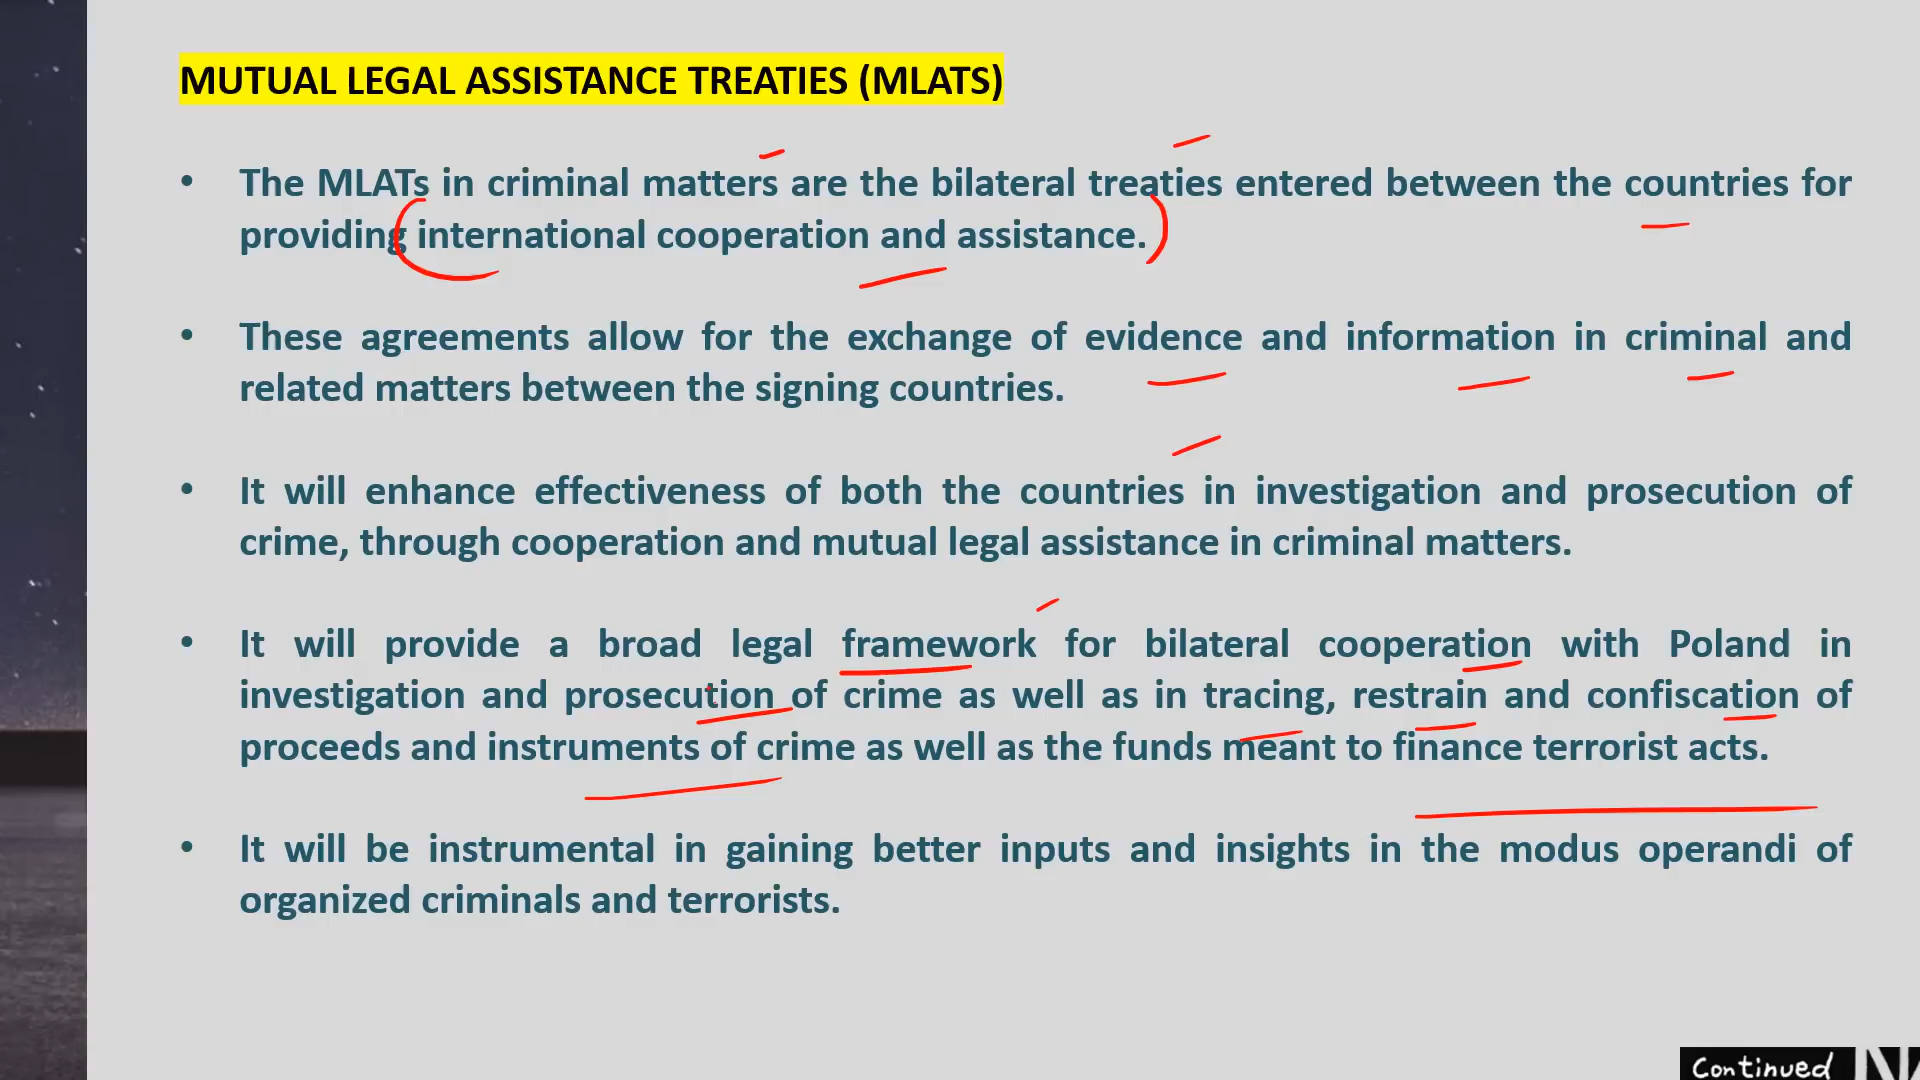 MUTUAL LEGAL ASSISTANCE TREATIES (MLATS)
• The MLATs in criminal matters are the bilateral treaties entered between the countries for
providing international cooperation and assistance.
• These agreements allow for the exchange of evidence and information in criminal and
related matters between the signing countries.
• It will enhance effectiveness of both the countries in investigation and prosecution of
crime, through cooperation and mutual legal assistance in criminal matters.
• It will provide a broad legal framework for bilateral cooperation with Poland in
investigation and prosecution of crime as well as in tracing, restrain and confiscation of
proceeds and instruments of crime as well as the funds meant to finance terrorist acts.
• It will be instrumental in gaining better inputs and insights in the modus operandi of
organized criminals and terrorists.
Continued